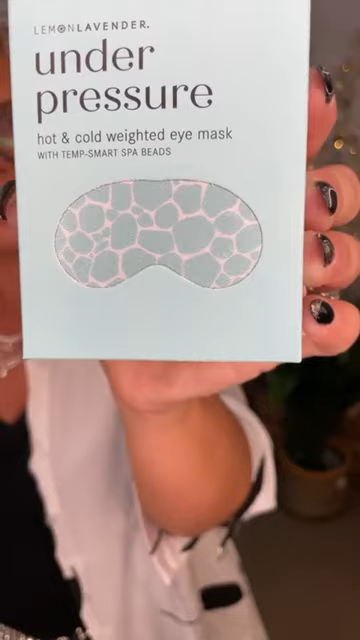 LEMONLAVENDER.
under
pressure
hot & cold weighted eye mask
WITH TEMP-SMART SPA BEADS